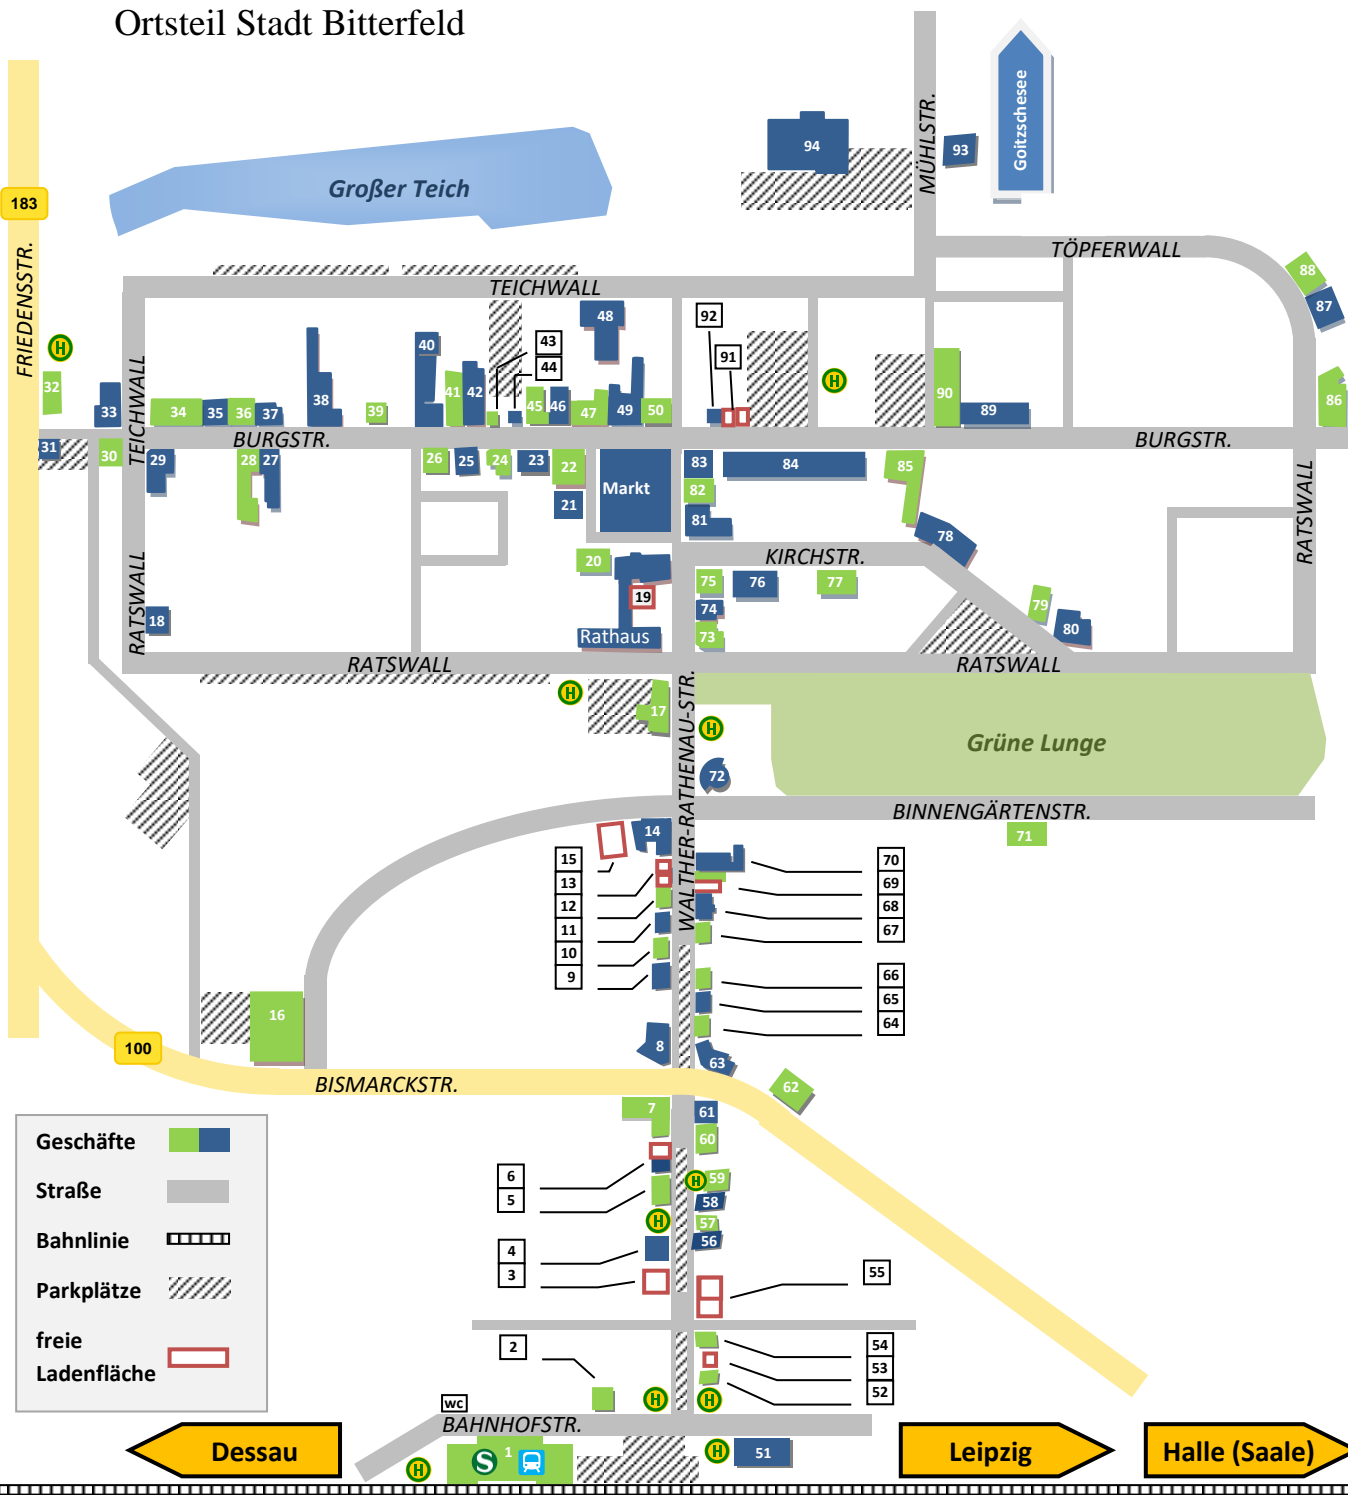 Ortsteil Stadt Bitterfeld
Goitzschesee
MÜHLSTR.
94
93
Großer Teich
183
FRIEDENSSTR.
TÖPFERWALL
88
87
TEICHWALL
48
92
43
91
44
40
H
H
32
33
TEICHWALL
34
35
36
37
38
39
41
42
45
46
47
49
50
90
89
86
BURGSTR.
BURGSTR.
31
30
29
28
27
26
25
24
23
22
21
Markt
83
84
85
82
81
78
RATSWALL
KIRCHSTR.
20
19
75
76
77
74
73
79
80
18
RATSWALL
Rathaus
RATSWALL
RATSWALL
H
17
H
WALTHER-RATHENAU-STR.
Grüne Lunge
72
BINNENGÄRTENSTR.
71
14
15
13
12
11
10
9
70
69
68
67
66
65
64
16
8
63
100
BISMARCKSTR.
62
7
61
60
6
5
H
59
58
57
56
H
4
3
55
Geschäfte
Straße
Bahnlinie
Parkplätze
freie
Ladenfläche
2
54
53
52
H
H
wc
BAHNHOFSTR.
Dessau
H
S
1
H
51
Leipzig
Halle (Saale)